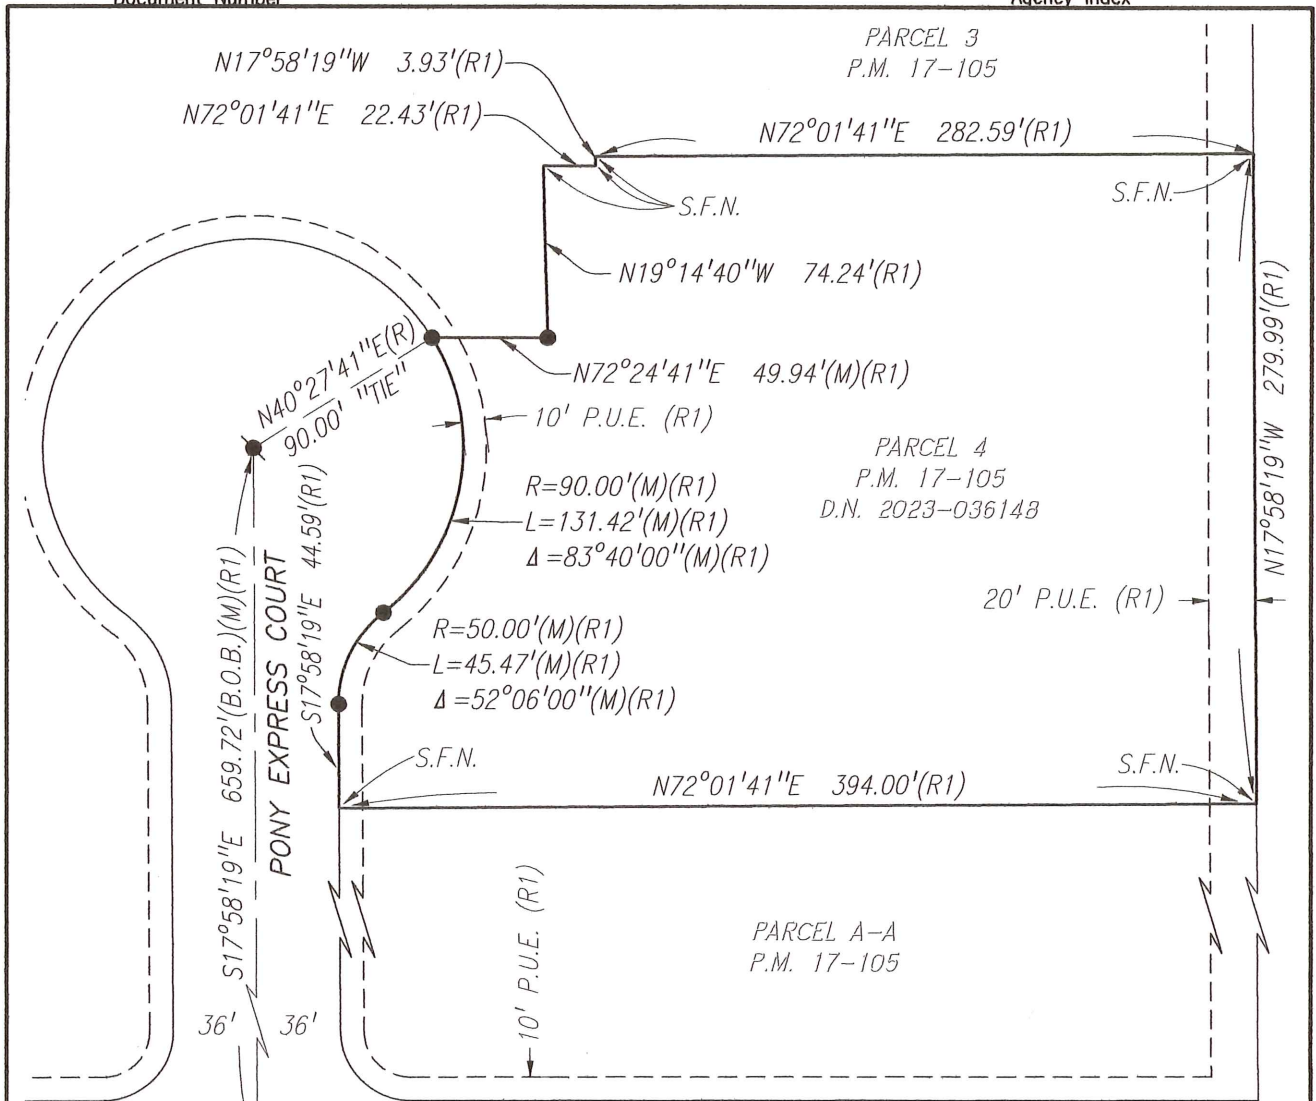 Document Number
Agency Index
PARCEL 3
P.M. 17-105
N17°58'19"W 3.93'(R1)
N72°01'41"E 22.43'(R1)
N72°01'41"E 282.59'(R1)
S.F.N.
S.F.N.
N19°14'40"W 74.24'(R1)
N17°58'19"W 279.99'(R1)
N40°27'41"E(R)
90.00' "TIE"
N72°24'41"E 49.94'(M)(R1)
10' P.U.E. (R1)
PARCEL 4
P.M. 17-105
D.N. 2023-036148
R=90.00'(M)(R1)
L=131.42'(M)(R1)
Δ=83°40'00"(M)(R1)
20' P.U.E. (R1)
R=50.00'(M)(R1)
L=45.47'(M)(R1)
Δ=52°06'00"(M)(R1)
S17°58'19"E 659.72'(B.O.B.)(M)(R1)
PONY EXPRESS COURT
S17°58'19"E 44.59'(R1)
S.F.N.
S.F.N.
N72°01'41"E 394.00'(R1)
10' P.U.E. (R1)
PARCEL A-A
P.M. 17-105
36' 36'